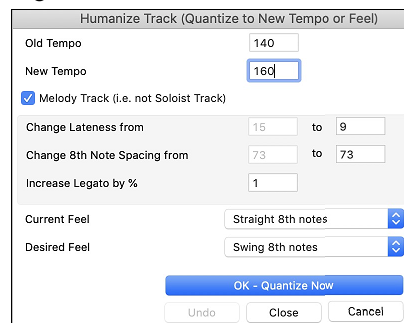 Humanize Track (Quantize to New Tempo or Feel)
Old Tempo 140
New Tempo 160
Melody Track (i.e. not Soloist Track)
Change Lateness from 15 to 9
Change 8th Note Spacing from 73 to 73
Increase Legato by % 1
Current Feel Straight 8th notes
Desired Feel Swing 8th notes
OK - Quantize Now
Undo Close Cancel